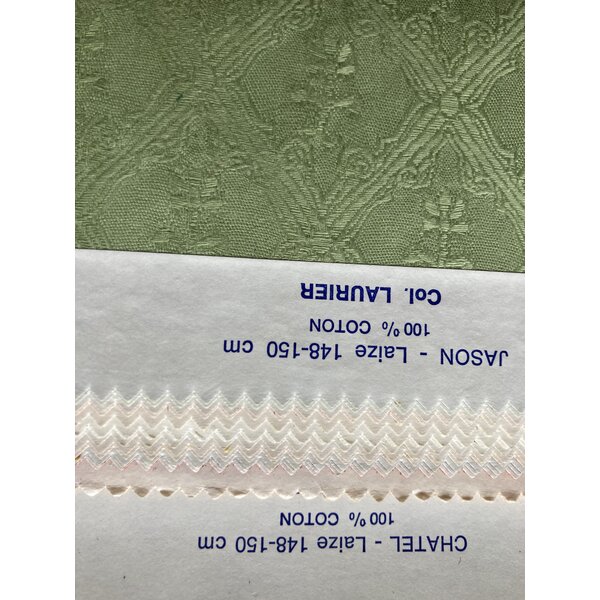 JASON - Laize 148-150 cm
100 % COTON
Col. LAURIER
CHATEL - Laize 148-150 cm
100 % COTON